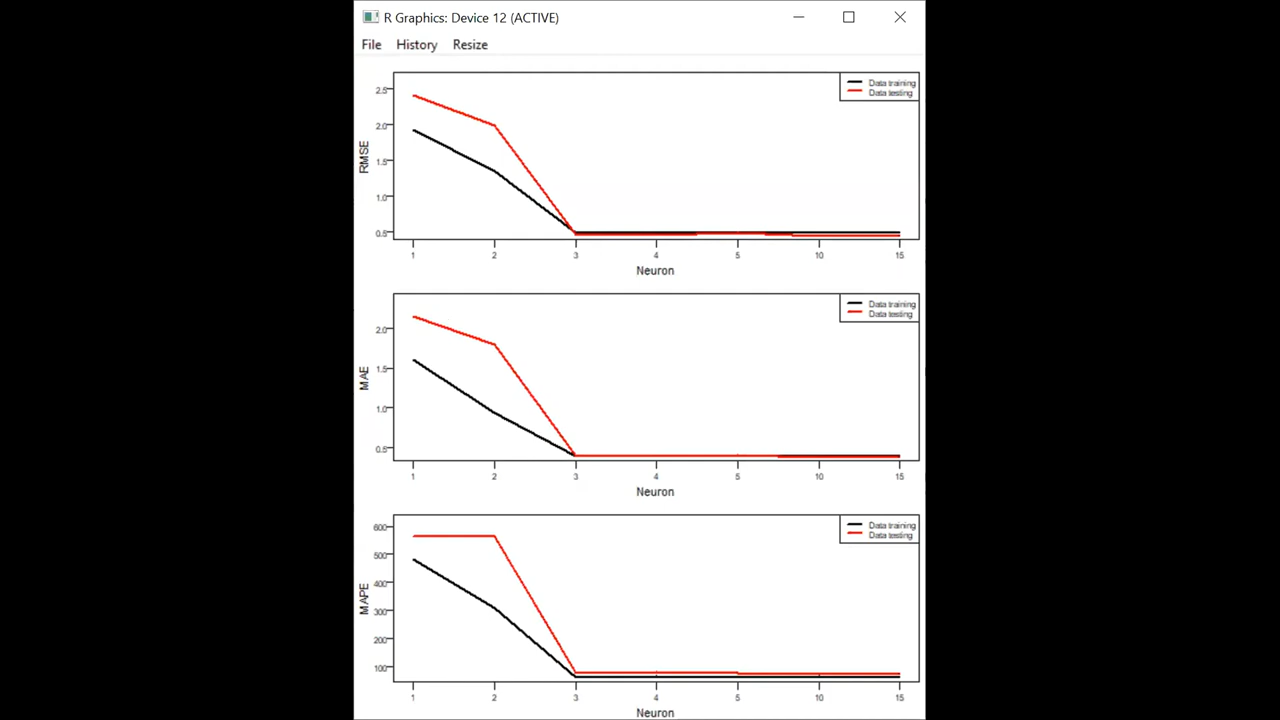 R Graphics: Device 12 (ACTIVE)
File History Resize
Data training
Data testing
RMSE
2.5
2.0
1.5
1.0
0.5
1 2 3 4 5 10 15
Neuron
Data training
Data testing
MAE
2.0
1.5
1.0
0.5
1 2 3 4 5 10 15
Neuron
Data training
Data testing
MAPE
600
500
400
300
200
100
1 2 3 4 5 10 15
Neuron